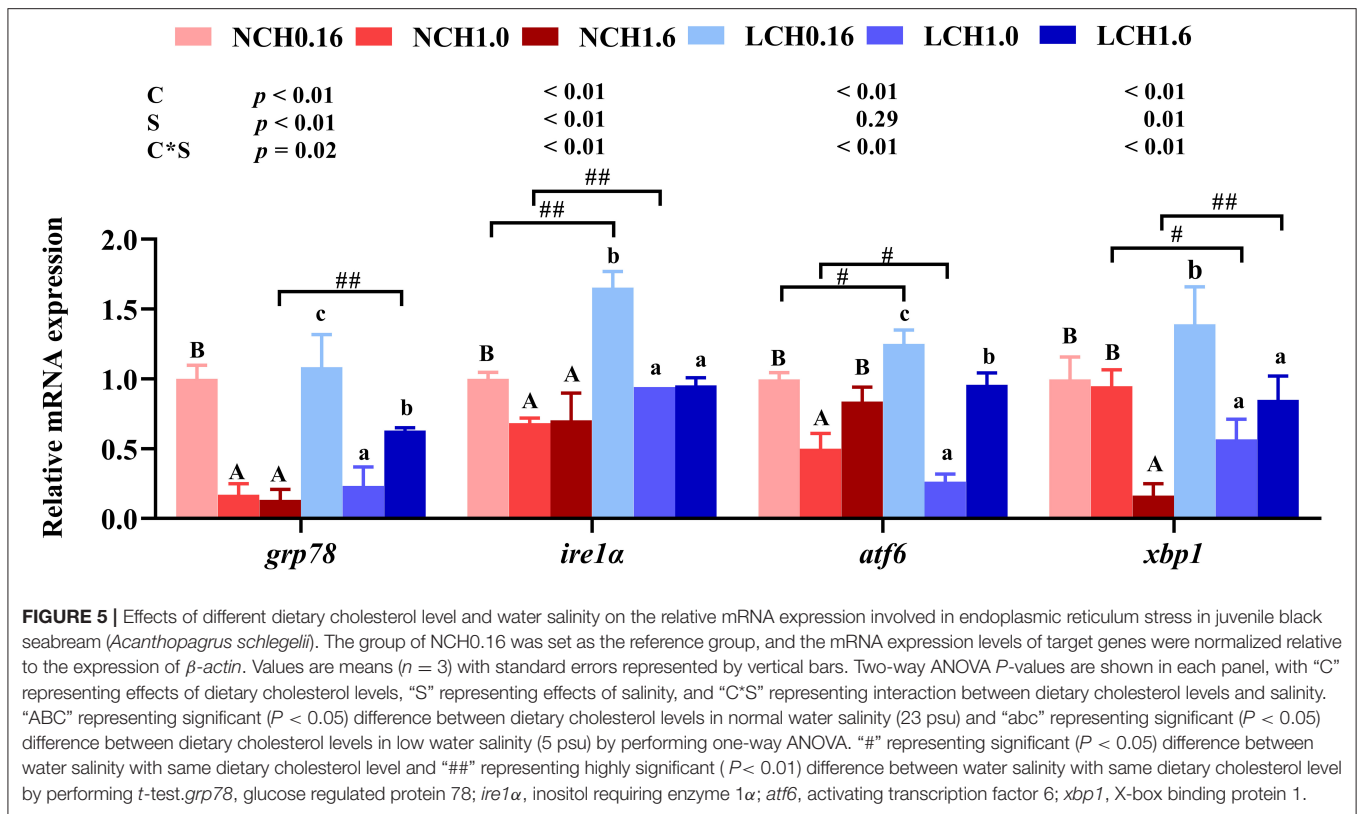 NCH0.16 NCH1.0 NCH1.6 LCH0.16 LCH1.0 LCH1.6
C p < 0.01 < 0.01 < 0.01 < 0.01
S p < 0.01 < 0.01 0.29 0.01
C*S p = 0.02 < 0.01 < 0.01 < 0.01
Relative mRNA expression
2.0
1.5
1.0
0.5
0.0
B A A c a b ##
B A A b a a ## ##
B A B c a b # #
B B A b a a # ##
grp78 ire1α atf6 xbp1
FIGURE 5 | Effects of different dietary cholesterol level and water salinity on the relative mRNA expression involved in endoplasmic reticulum stress in juvenile black
seabream (Acanthopagrus schlegelii). The group of NCH0.16 was set as the reference group, and the mRNA expression levels of target genes were normalized relative
to the expression of β-actin. Values are means (n = 3) with standard errors represented by vertical bars. Two-way ANOVA P-values are shown in each panel, with “C”
representing effects of dietary cholesterol levels, “S” representing effects of salinity, and “C*S” representing interaction between dietary cholesterol levels and salinity.
“ABC” representing significant (P < 0.05) difference between dietary cholesterol levels in normal water salinity (23 psu) and “abc” representing significant (P < 0.05)
difference between dietary cholesterol levels in low water salinity (5 psu) by performing one-way ANOVA. “#” representing significant (P < 0.05) difference between
water salinity with same dietary cholesterol level and “##” representing highly significant ( P< 0.01) difference between water salinity with same dietary cholesterol level
by performing t-test.grp78, glucose regulated protein 78; ire1α, inositol requiring enzyme 1α; atf6, activating transcription factor 6; xbp1, X-box binding protein 1.